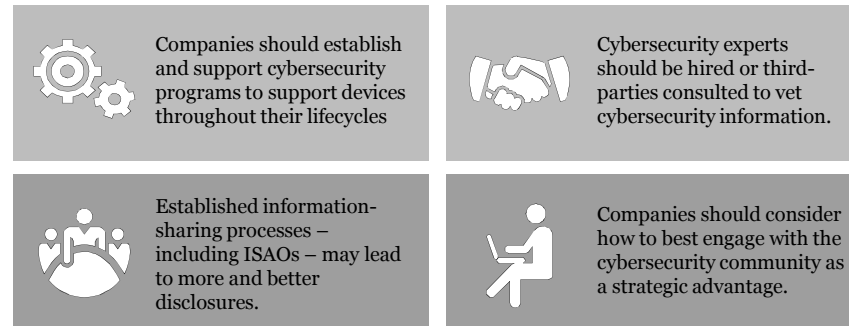 Companies should establish
and support cybersecurity
programs to support devices
throughout their lifecycles
Cybersecurity experts
should be hired or third-
parties consulted to vet
cybersecurity information.
Established information-
sharing processes –
including ISAOs – may lead
to more and better
disclosures.
Companies should consider
how to best engage with the
cybersecurity community as
a strategic advantage.